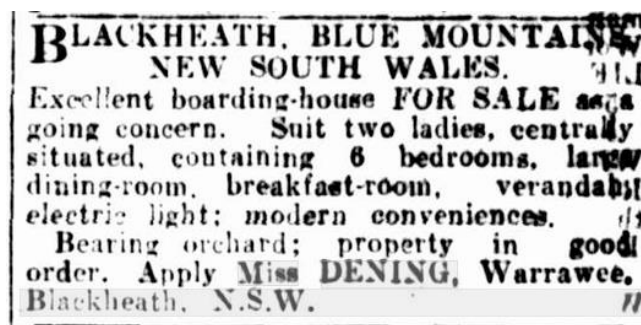 BLACKHEATH, BLUE MOUNTAINS,
NEW SOUTH WALES.
Excellent boarding-house FOR SALE as a
going concern. Suit two ladies, centrally
situated, containing 6 bedrooms, large
dining-room, breakfast-room, verandah;
electric light; modern conveniences.
Bearing orchard; property in good
order. Apply Miss DENING, Warrawee,
Blackheath, N.S.W.